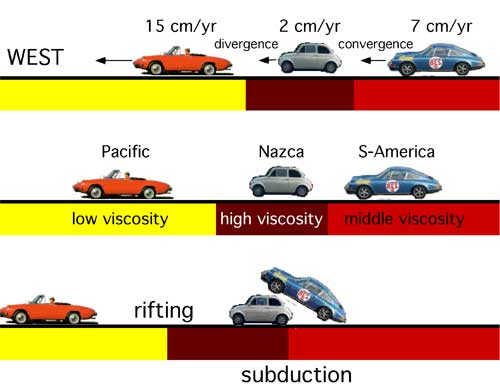 15 cm/yr 2 cm/yr 7 cm/yr
divergence convergence
WEST
Pacific Nazca S-America
low viscosity high viscosity middle viscosity
rifting
subduction